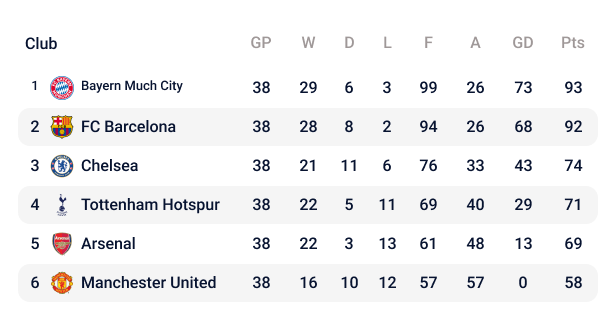 Club GP W D L F A GD Pts
1 Bayern Much City 38 29 6 3 99 26 73 93
2 FC Barcelona 38 28 8 2 94 26 68 92
3 Chelsea 38 21 11 6 76 33 43 74
4 Tottenham Hotspur 38 22 5 11 69 40 29 71
5 Arsenal 38 22 3 13 61 48 13 69
6 Manchester United 38 16 10 12 57 57 0 58